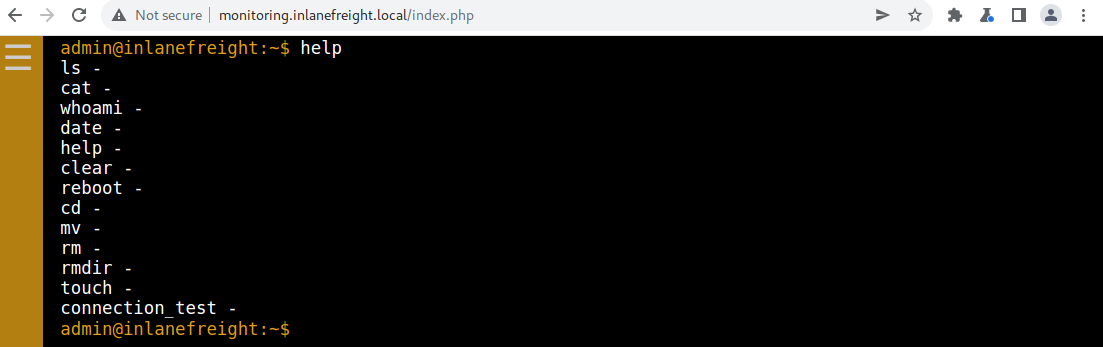 Not secure | monitoring.inlanefreight.local/index.php
admin@inlanefreight:~$ help
ls -
cat -
whoami -
date -
help -
clear -
reboot -
cd -
mv -
rm -
rmdir -
touch -
connection_test -
admin@inlanefreight:~$